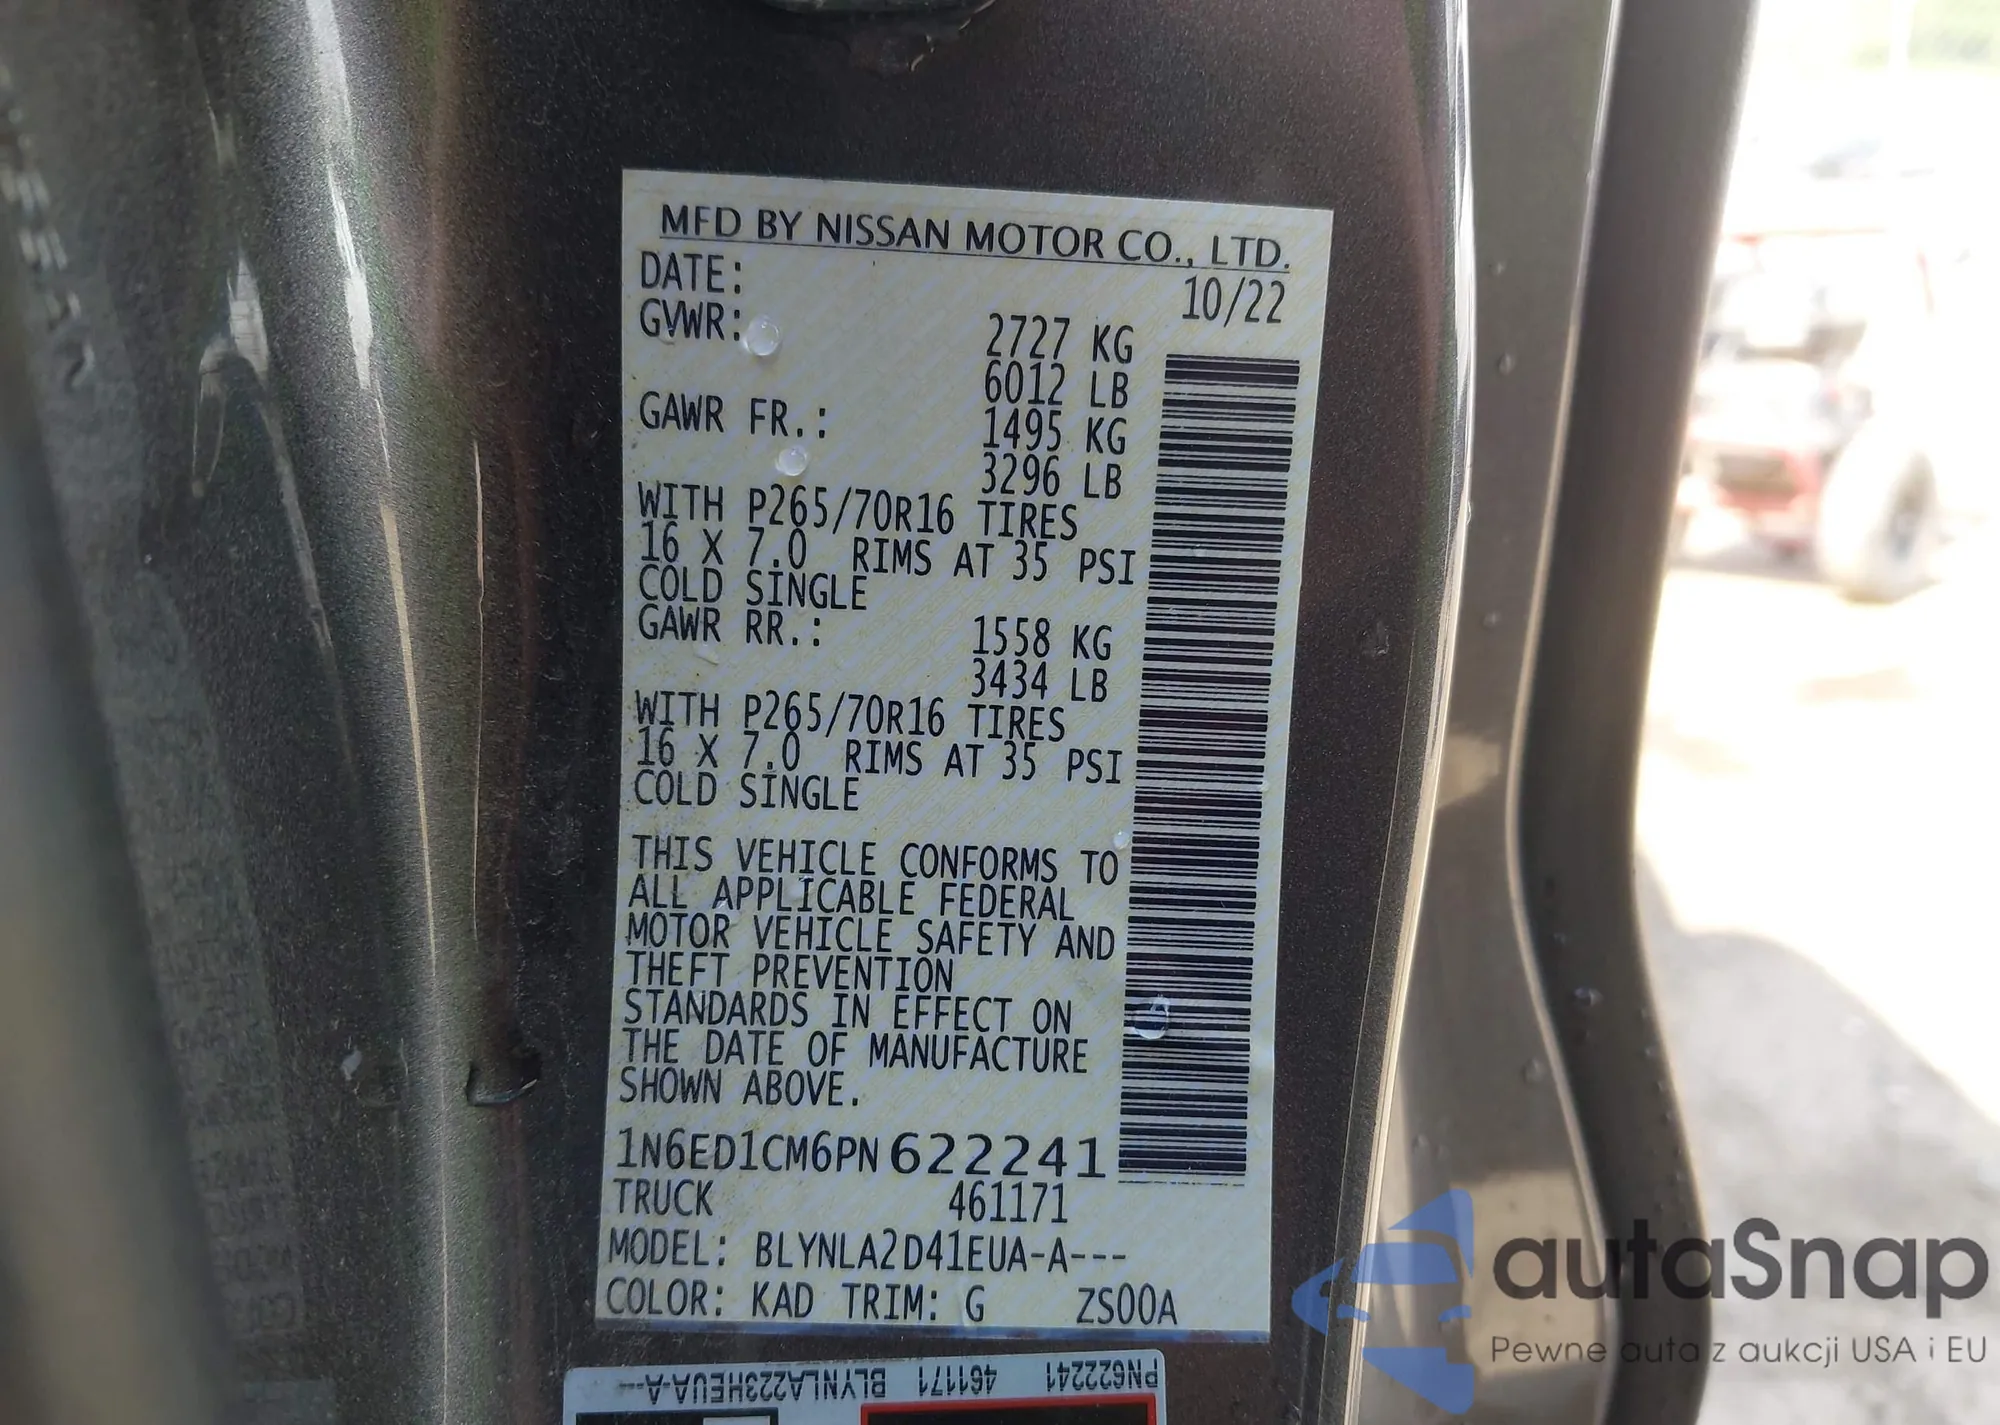 MFD BY NISSAN MOTOR CO., LTD.
DATE: 10/22
GVWR: 2727 KG
6012 LB
GAWR FR.: 1495 KG
3296 LB
WITH P265/70R16 TIRES
16 X 7.0 RIMS AT 35 PSI
COLD SINGLE
GAWR RR.: 1558 KG
3434 LB
WITH P265/70R16 TIRES
16 X 7.0 RIMS AT 35 PSI
COLD SINGLE
THIS VEHICLE CONFORMS TO
ALL APPLICABLE FEDERAL
MOTOR VEHICLE SAFETY AND
THEFT PREVENTION
STANDARDS IN EFFECT ON
THE DATE OF MANUFACTURE
SHOWN ABOVE.
1N6ED1CM6PN622241
TRUCK 461171
MODEL: BLYNLA2D41EUA-A---
COLOR: KAD TRIM: G ZS00A
PN622241 461171 BLYNLA223HEUA-A---
autaSnap
Pewne auta z aukcji USA i EU